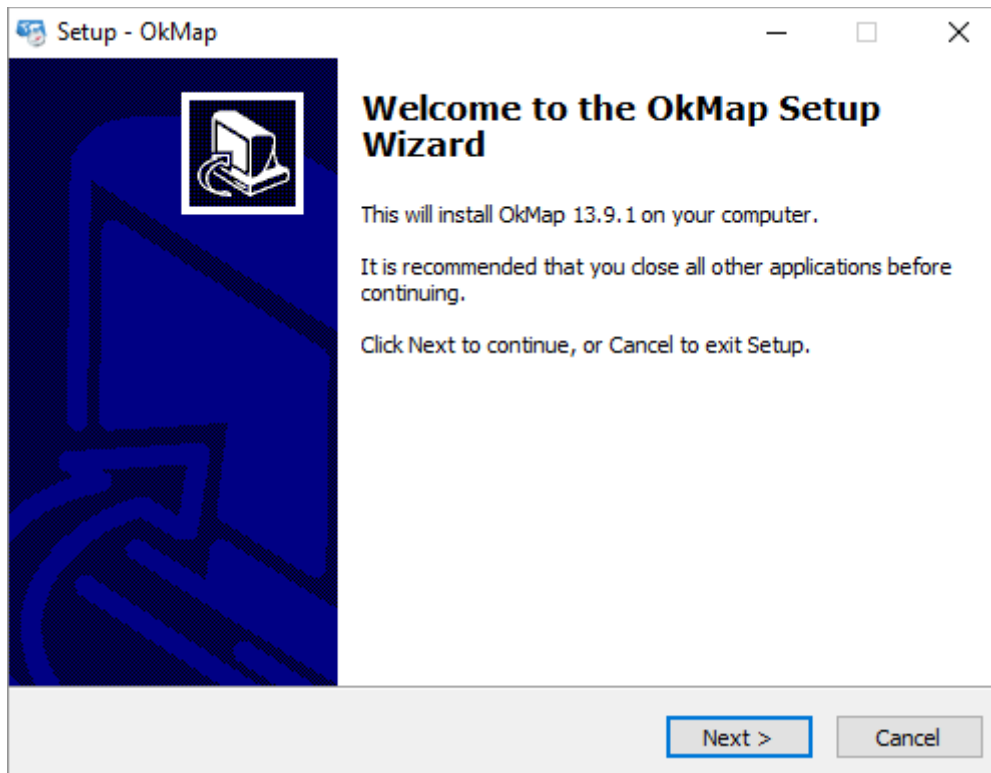 Setup - OkMap
Welcome to the OkMap Setup
Wizard
This will install OkMap 13.9.1 on your computer.
It is recommended that you close all other applications before
continuing.
Click Next to continue, or Cancel to exit Setup.
Next >
Cancel